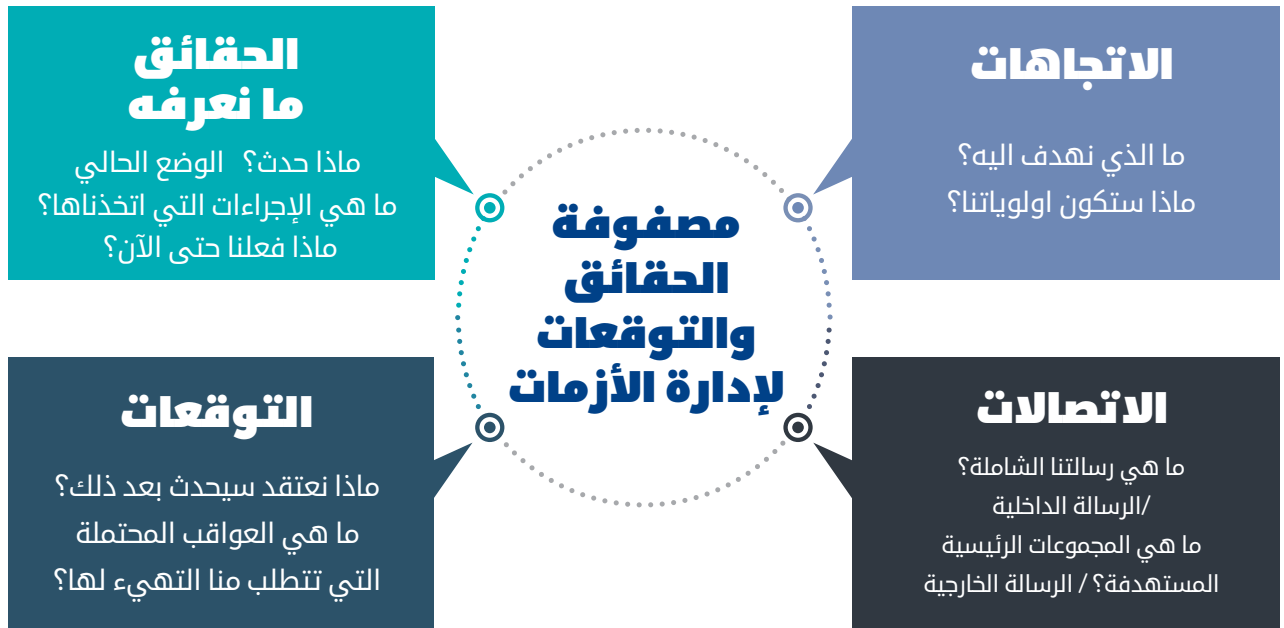 الاتجاهات
ما الذي نهدف اليه؟
ماذا ستكون اولوياتنا؟
الحقائق
ما نعرفه
ماذا حدث؟ الوضع الحالي
ما هي الإجراءات التي اتخذناها؟
ماذا فعلنا حتى الآن؟
مصفوفة
الحقائق
والتوقعات
لإدارة الأزمات
الاتصالات
ما هي رسالتنا الشاملة؟
/الرسالة الداخلية
ما هي المجموعات الرئيسية
المستهدفة؟ / الرسالة الخارجية
التوقعات
ماذا نعتقد سيحدث بعد ذلك؟
ما هي العواقب المحتملة
التي تتطلب منا التهيء لها؟